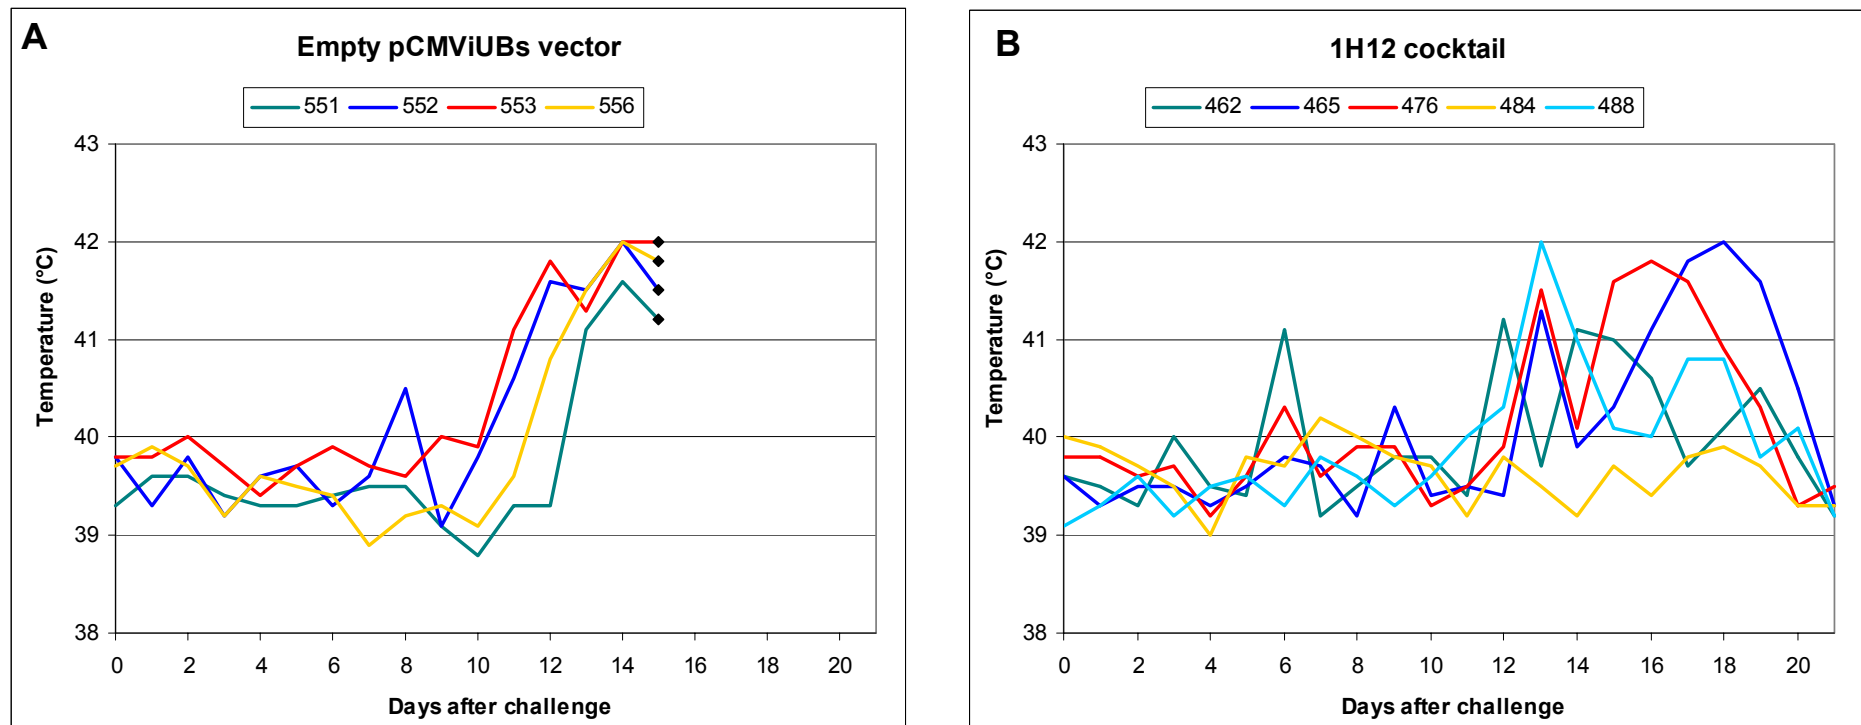 A
Empty pCMViUBs vector
551 552 553 556
43
42
41
40
39
38
Temperature (°C)
0 2 4 6 8 10 12 14 16 18 20
Days after challenge
B
1H12 cocktail
462 465 476 484 488
43
42
41
40
39
38
Temperature (°C)
0 2 4 6 8 10 12 14 16 18 20
Days after challenge